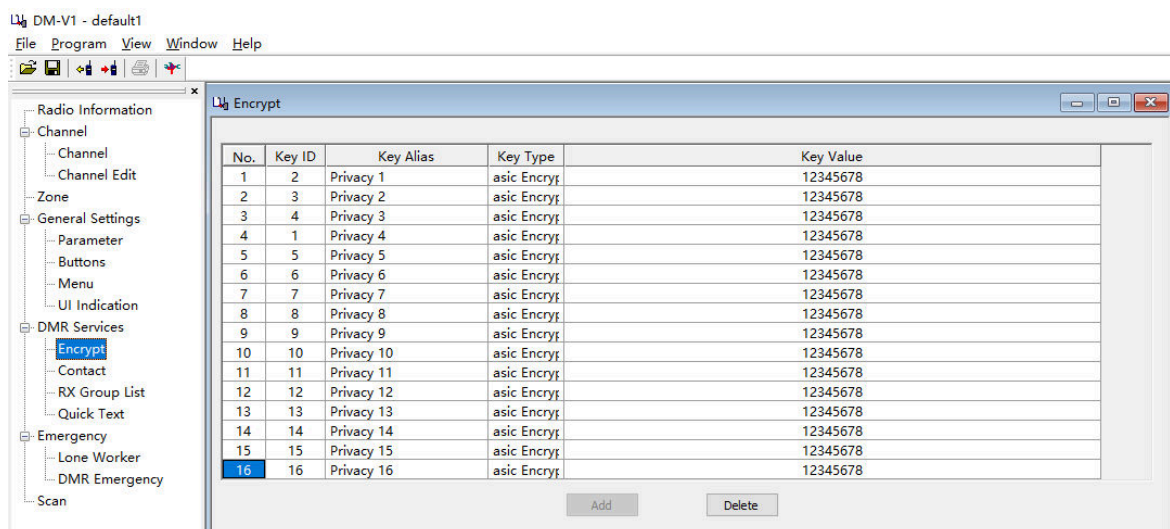 DM-V1 - default1
File Program View Window Help
Radio Information
Channel
Channel
Channel Edit
Zone
General Settings
Parameter
Buttons
Menu
UI Indication
DMR Services
Encrypt
Contact
RX Group List
Quick Text
Emergency
Lone Worker
DMR Emergency
Scan
Encrypt
No. Key ID Key Alias Key Type Key Value
1 2 Privacy 1 asic Encryp 12345678
2 3 Privacy 2 asic Encryp 12345678
3 4 Privacy 3 asic Encryp 12345678
4 1 Privacy 4 asic Encryp 12345678
5 5 Privacy 5 asic Encryp 12345678
6 6 Privacy 6 asic Encryp 12345678
7 7 Privacy 7 asic Encryp 12345678
8 8 Privacy 8 asic Encryp 12345678
9 9 Privacy 9 asic Encryp 12345678
10 10 Privacy 10 asic Encryp 12345678
11 11 Privacy 11 asic Encryp 12345678
12 12 Privacy 12 asic Encryp 12345678
13 13 Privacy 13 asic Encryp 12345678
14 14 Privacy 14 asic Encryp 12345678
15 15 Privacy 15 asic Encryp 12345678
16 16 Privacy 16 asic Encryp 12345678
Add Delete